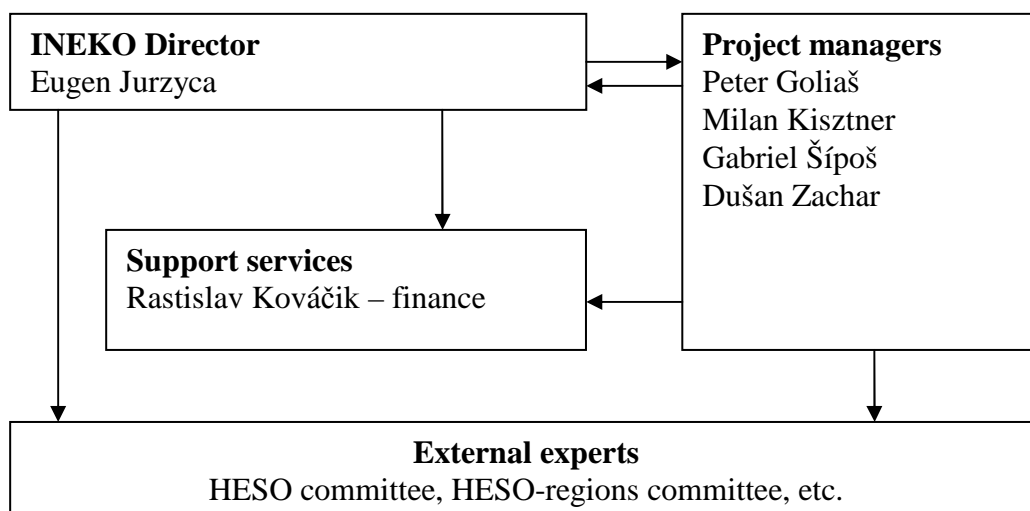 INEKO Director
Eugen Jurzyca
Project managers
Peter Goliaš
Milan Kisztner
Gabriel Šípoš
Dušan Zachar
Support services
Rastislav Kováčik – finance
External experts
HESO committee, HESO-regions committee, etc.